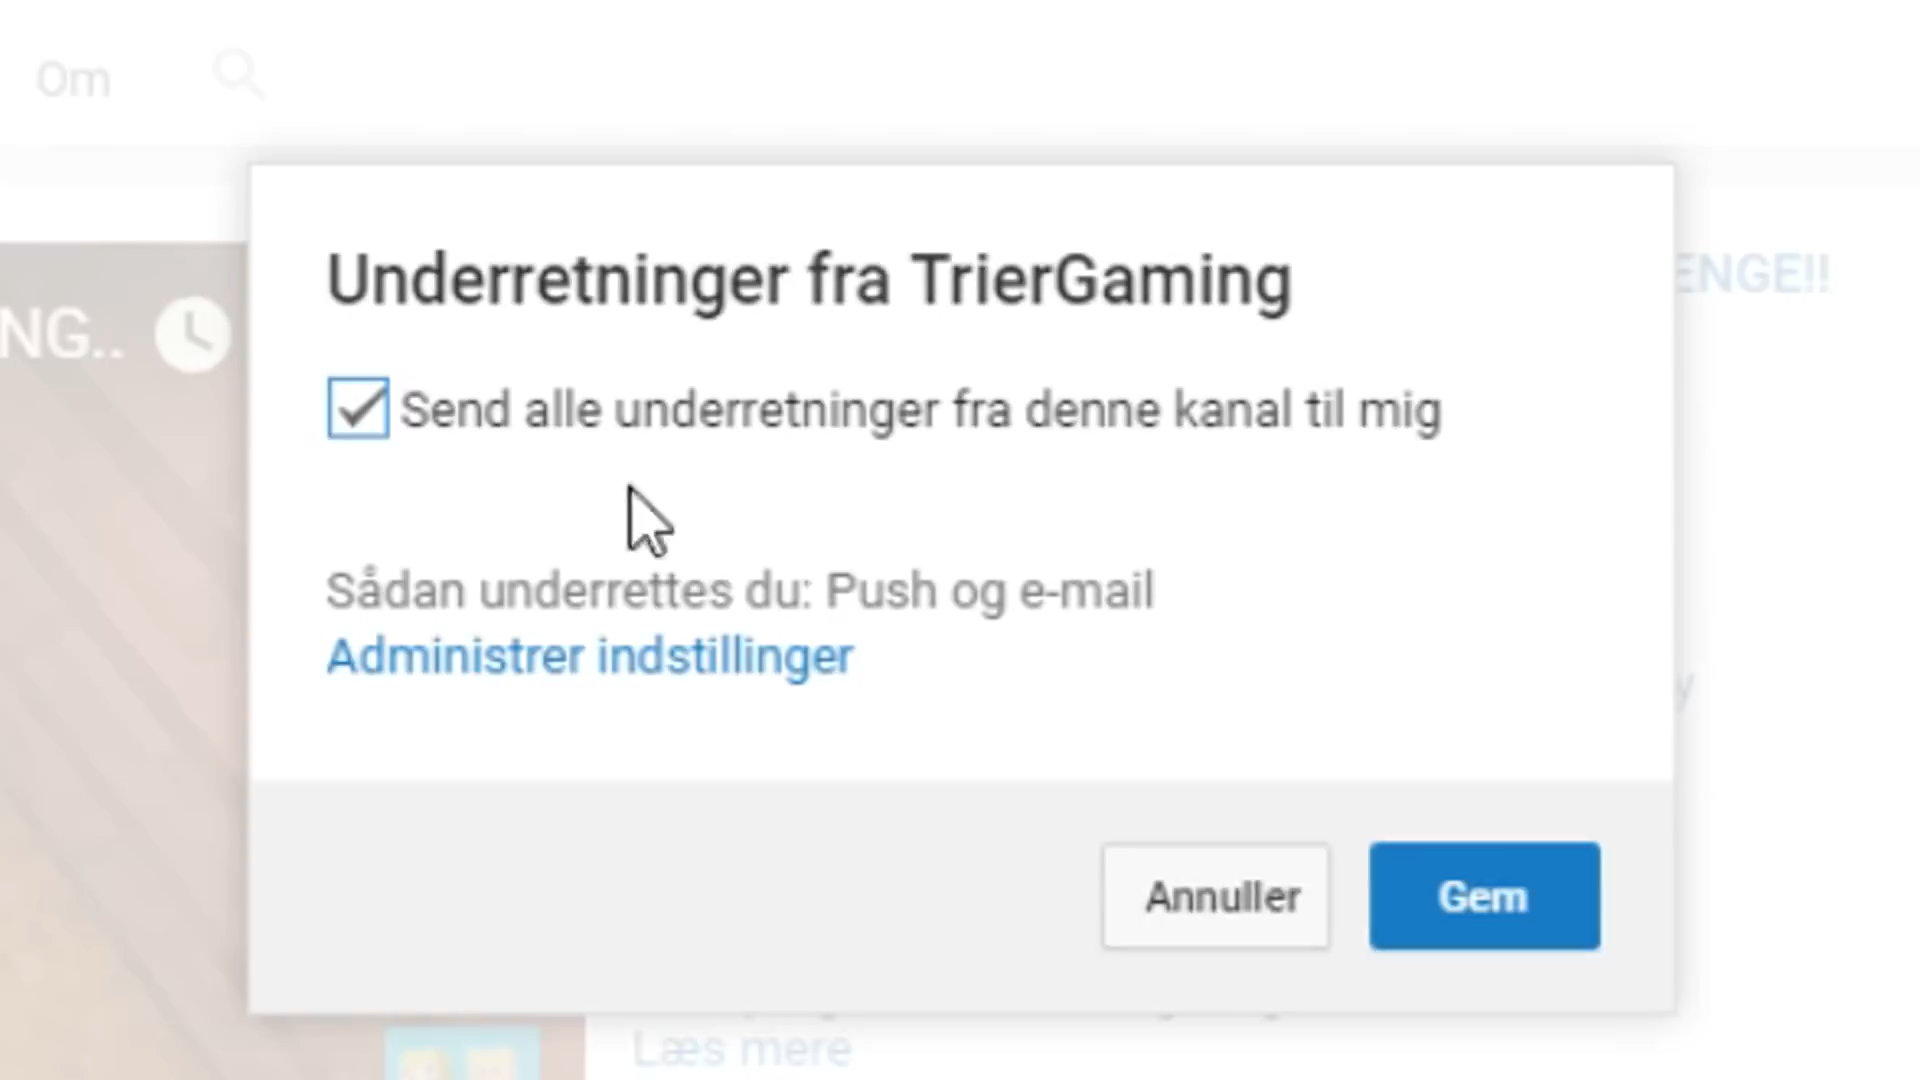 Om
ENGE!!
NG..
Underretninger fra TrierGaming
Send alle underretninger fra denne kanal til mig
Sådan underrettes du: Push og e-mail
Administrer indstillinger
Annuller
Gem
Læs mere